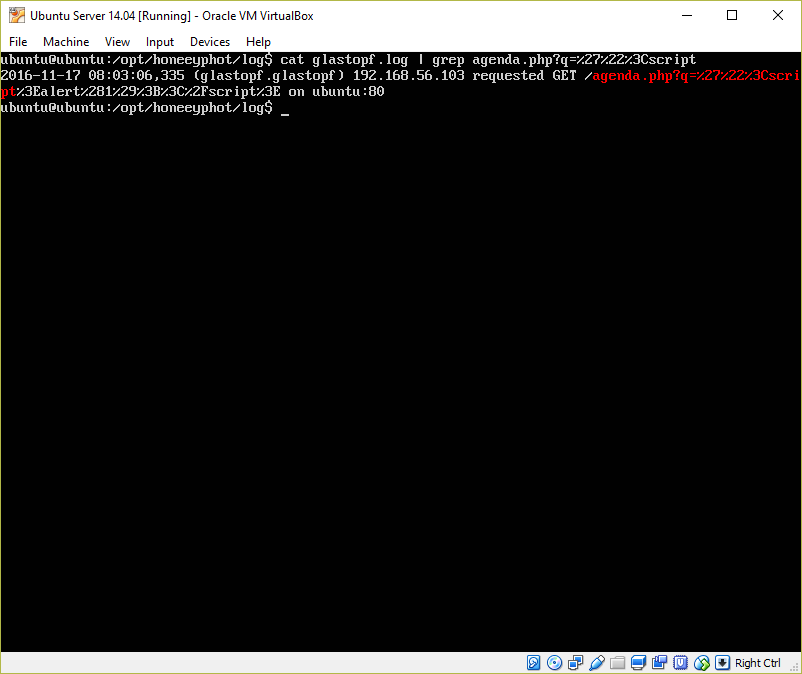 Ubuntu Server 14.04 [Running] - Oracle VM VirtualBox
File Machine View Input Devices Help
ubuntu@ubuntu:/opt/honeeyphot/log$ cat glastopf.log | grep agenda.php?q=%27%22%3Cscript
2016-11-17 08:03:06,335 (glastopf.glastopf) 192.168.56.103 requested GET /agenda.php?q=%27%22%3Cscri
pt%3Ealert%281%29%3B%3C%2Fscript%3E on ubuntu:80
ubuntu@ubuntu:/opt/honeeyphot/log$ _
Right Ctrl